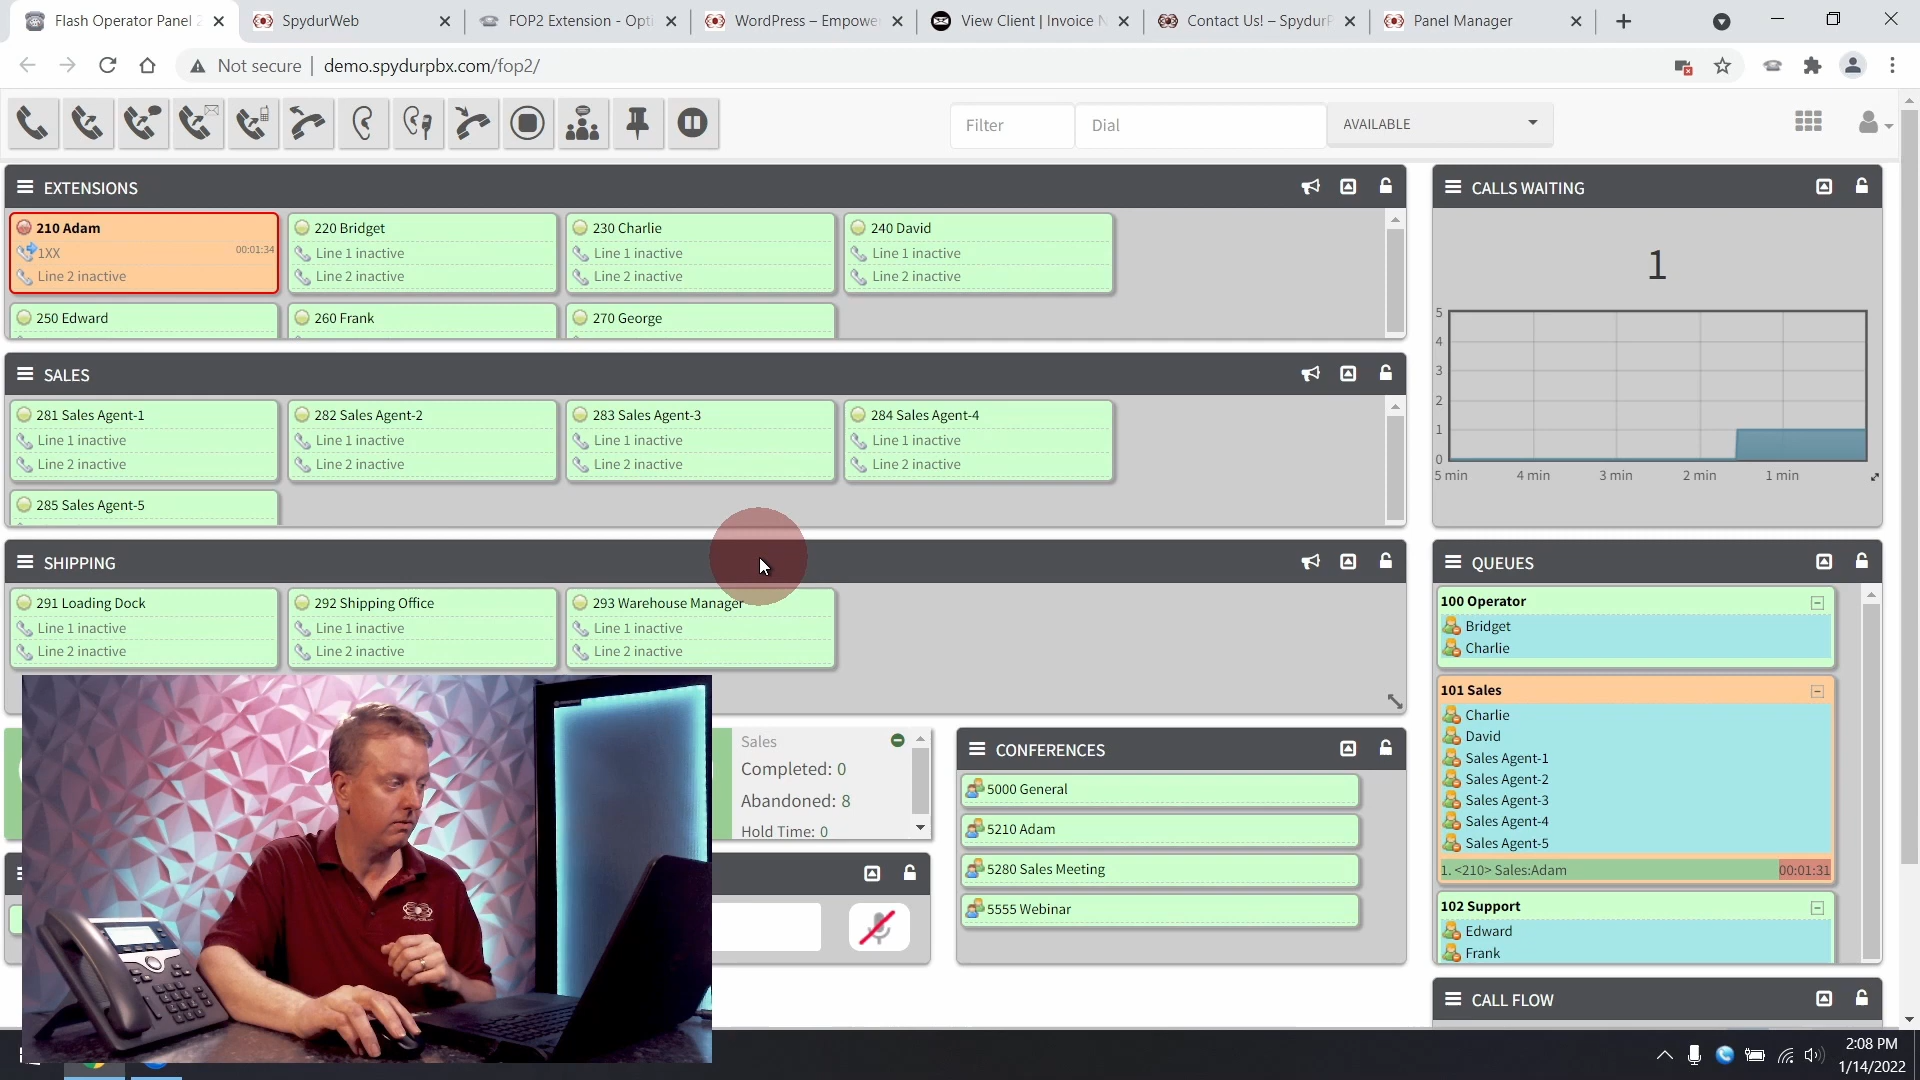 Flash Operator Panel 2
SpydurWeb
FOP2 Extension - Opti
WordPress – Empowe
View Client | Invoice N
Contact Us! – SpydurP
Panel Manager
Not secure
demo.spydurpbx.com/fop2/
Filter
Dial
AVAILABLE
EXTENSIONS
210 Adam
1XX
00:01:34
Line 2 inactive
220 Bridget
Line 1 inactive
Line 2 inactive
230 Charlie
Line 1 inactive
Line 2 inactive
240 David
Line 1 inactive
Line 2 inactive
250 Edward
260 Frank
270 George
SALES
281 Sales Agent-1
Line 1 inactive
Line 2 inactive
282 Sales Agent-2
Line 1 inactive
Line 2 inactive
283 Sales Agent-3
Line 1 inactive
Line 2 inactive
284 Sales Agent-4
Line 1 inactive
Line 2 inactive
285 Sales Agent-5
SHIPPING
291 Loading Dock
Line 1 inactive
Line 2 inactive
292 Shipping Office
Line 1 inactive
Line 2 inactive
293 Warehouse Manager
Line 1 inactive
Line 2 inactive
Sales
Completed: 0
Abandoned: 8
Hold Time: 0
CONFERENCES
5000 General
5210 Adam
5280 Sales Meeting
5555 Webinar
CALLS WAITING
1
5
4
3
2
1
0
5 min
4 min
3 min
2 min
1 min
QUEUES
100 Operator
Bridget
Charlie
101 Sales
Charlie
David
Sales Agent-1
Sales Agent-2
Sales Agent-3
Sales Agent-4
Sales Agent-5
1. <210> Sales:Adam
00:01:31
102 Support
Edward
Frank
CALL FLOW
2:08 PM
1/14/2022